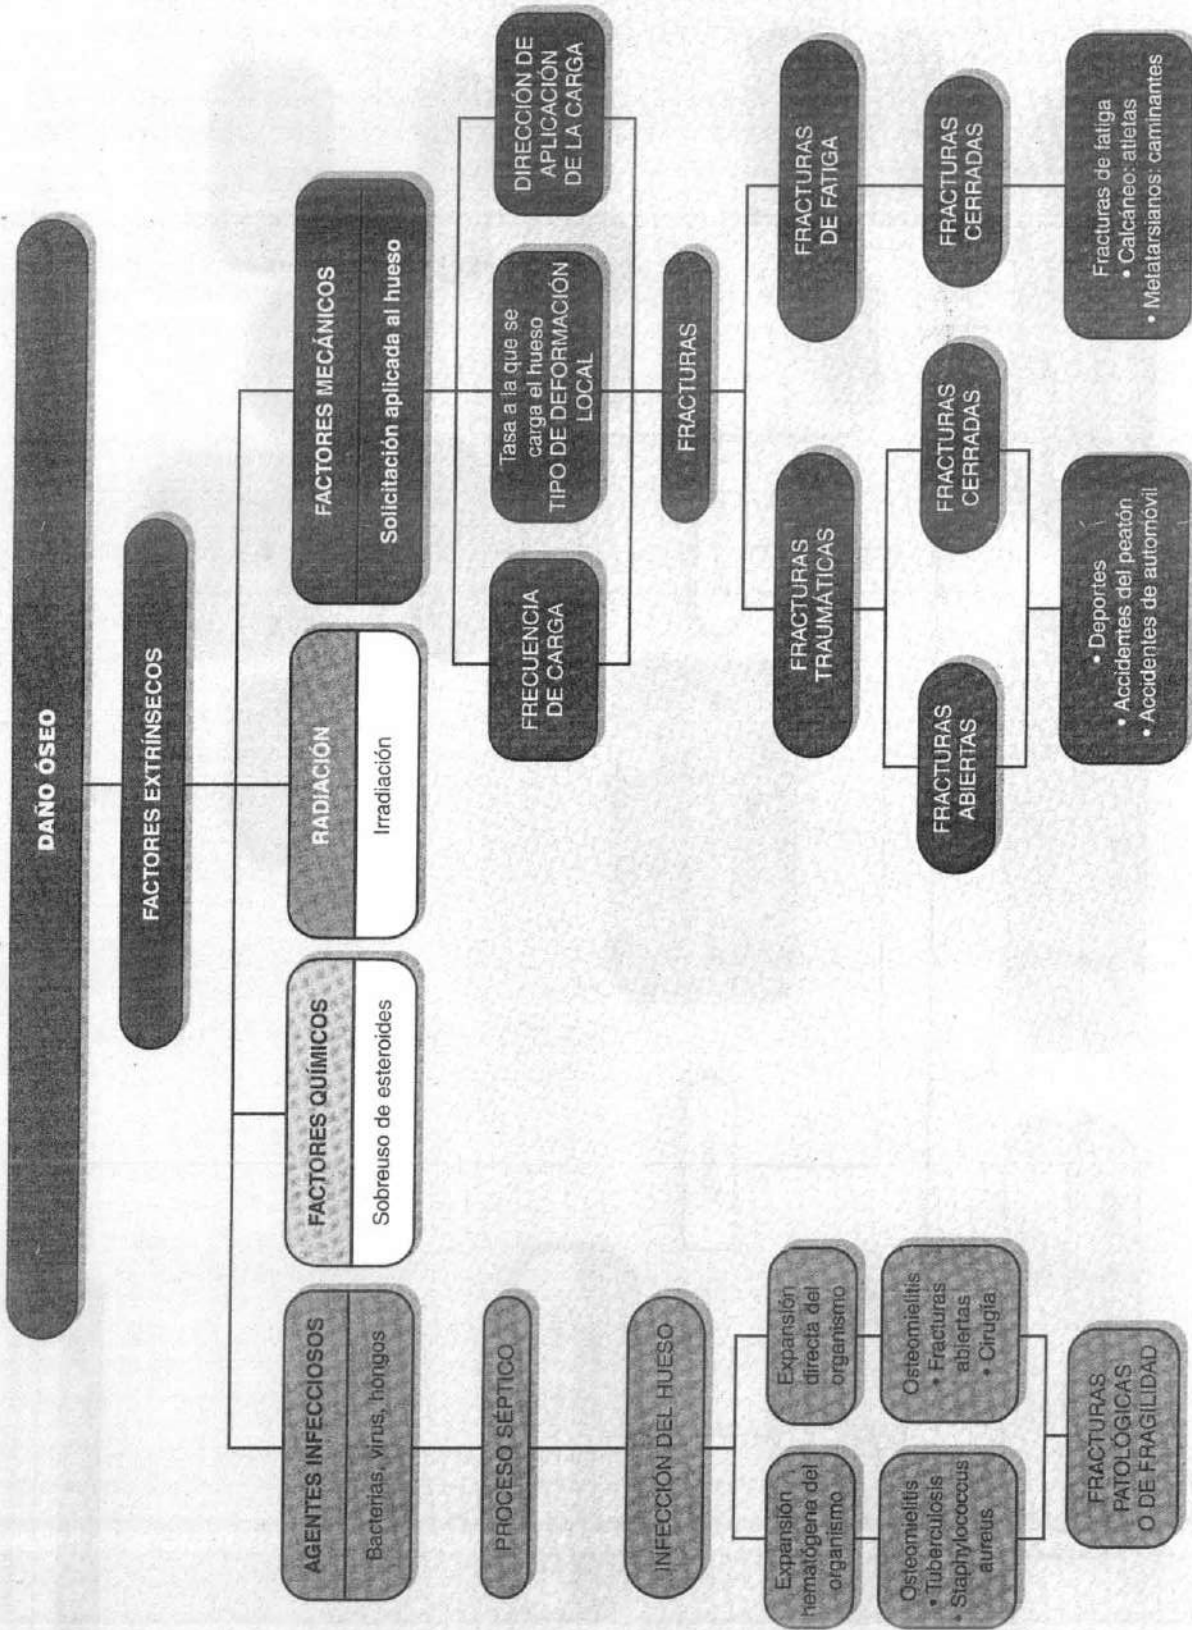 DAÑO ÓSEO
FACTORES EXTRÍNSECOS
AGENTES INFECCIOSOS
Bacterias, virus, hongos
FACTORES QUÍMICOS
Sobreuso de esteroides
RADIACIÓN
Irradiación
FACTORES MECÁNICOS
Solicitación aplicada al hueso
PROCESO SÉPTICO
INFECCIÓN DEL HUESO
Expansión
hematógena del
organismo
Expansión
directa del
organismo
Osteomielitis
• Tuberculosis
• Staphylococcus
aureus
Osteomielitis
• Fracturas
abiertas
• Cirugía
FRACTURAS
PATOLÓGICAS
O DE FRAGILIDAD
FRECUENCIA
DE CARGA
Tasa a la que se
carga el hueso
TIPO DE DEFORMACIÓN
LOCAL
DIRECCIÓN DE
APLICACIÓN
DE LA CARGA
FRACTURAS
FRACTURAS
TRAUMÁTICAS
FRACTURAS
DE FATIGA
FRACTURAS
ABIERTAS
FRACTURAS
CERRADAS
FRACTURAS
CERRADAS
• Deportes
• Accidentes del peatón
• Accidentes de automóvil
Fracturas de fatiga
• Calcáneo: atletas
• Metatarsianos: caminantes